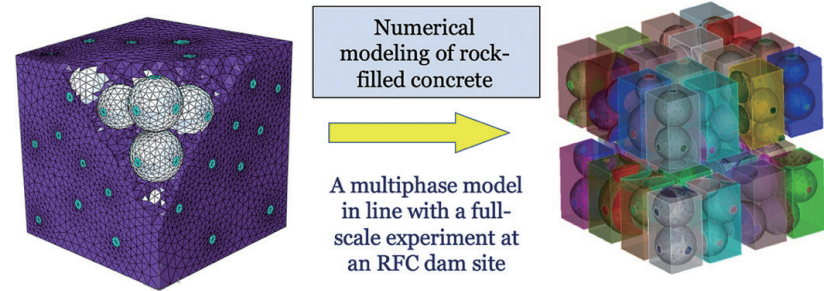 Numerical
modeling of rock-
filled concrete
A multiphase model
in line with a full-
scale experiment at
an RFC dam site